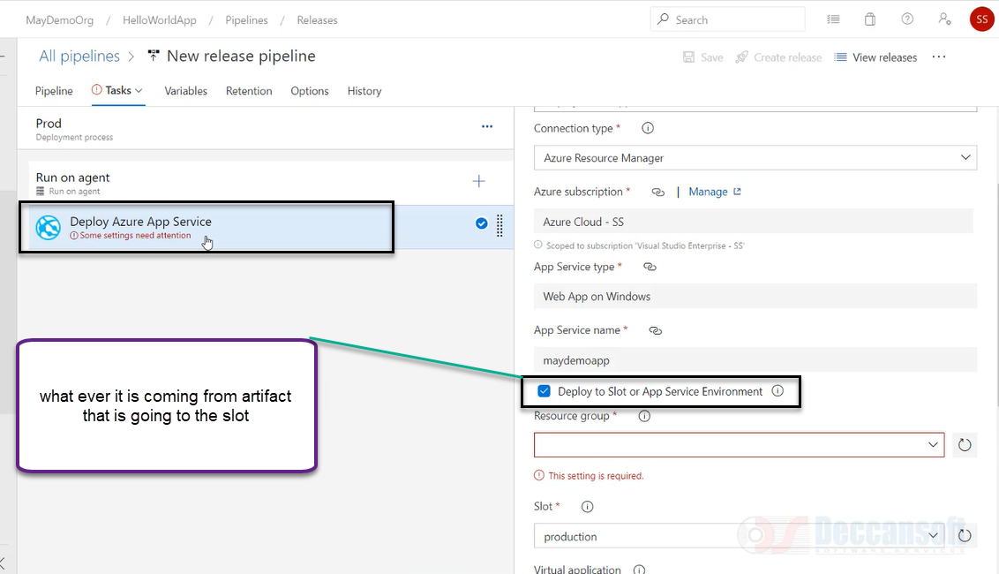 MayDemoOrg / HelloWorldApp / Pipelines / Releases
Search
SS
All pipelines > New release pipeline
Save Create release View releases ...
Pipeline Tasks Variables Retention Options History
Prod
Deployment process
...
Run on agent
Run on agent
+
Deploy Azure App Service
Some settings need attention
what ever it is coming from artifact
that is going to the slot
Connection type *
Azure Resource Manager
Azure subscription * | Manage
Azure Cloud - SS
Scoped to subscription 'Visual Studio Enterprise - SS'
App Service type *
Web App on Windows
App Service name *
maydemoapp
Deploy to Slot or App Service Environment
Resource group *
This setting is required.
Slot *
production
Virtual application
Deccansoft
SOFTWARE SERVICES